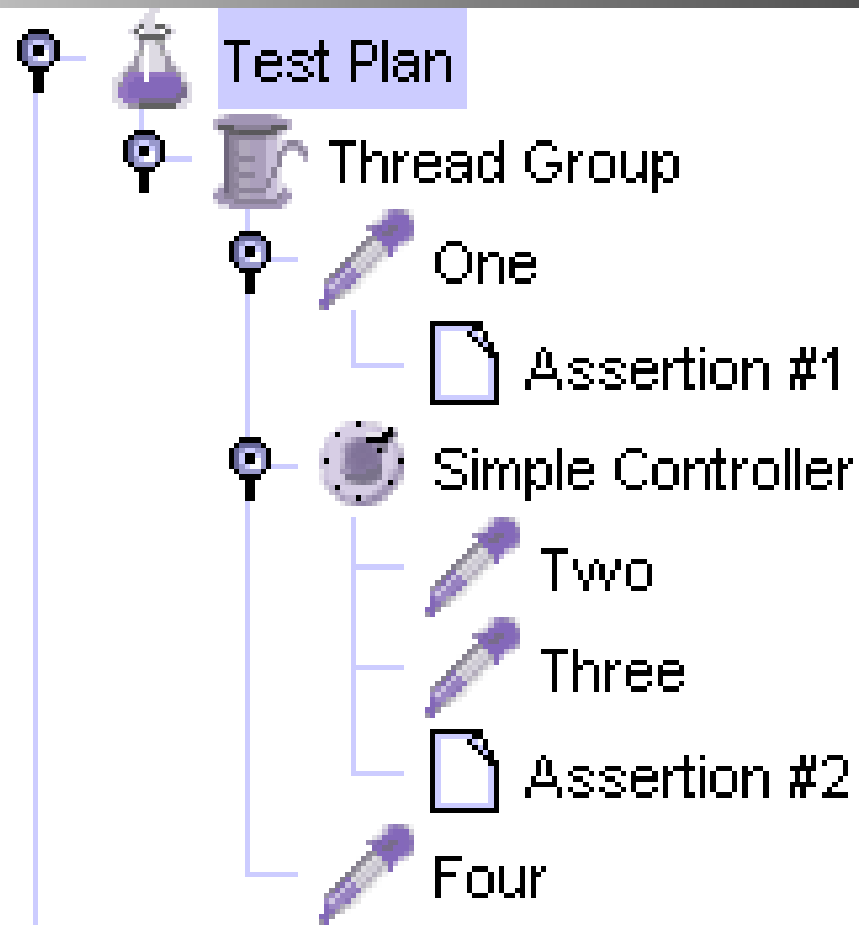 Test Plan
Thread Group
One
Assertion #1
Simple Controller
Two
Three
Assertion #2
Four